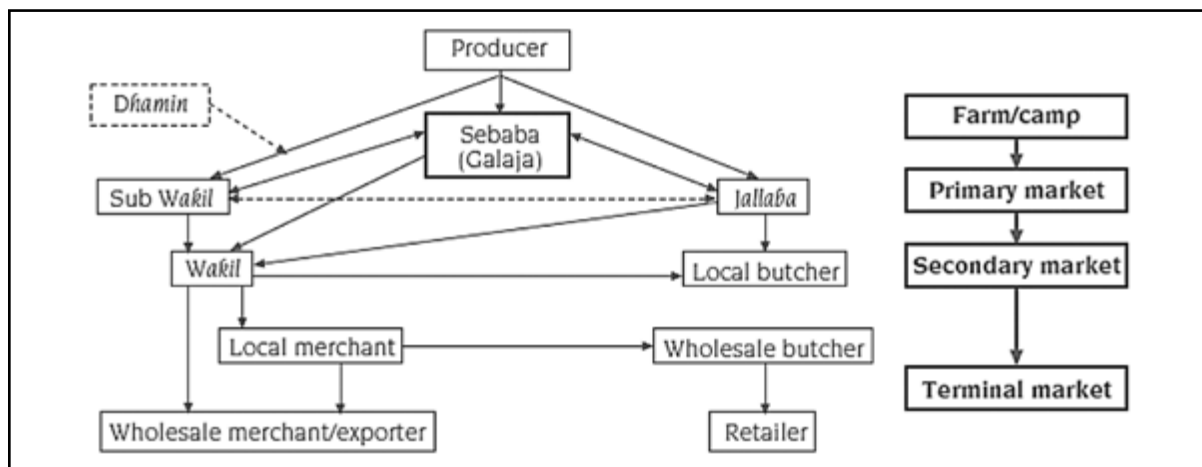 Producer
Dhamin
Sebaba
(Galaja)
Farm/camp
Sub Wakil
Jallaba
Primary market
Wakil
Local butcher
Secondary market
Local merchant
Wholesale butcher
Terminal market
Wholesale merchant/exporter
Retailer